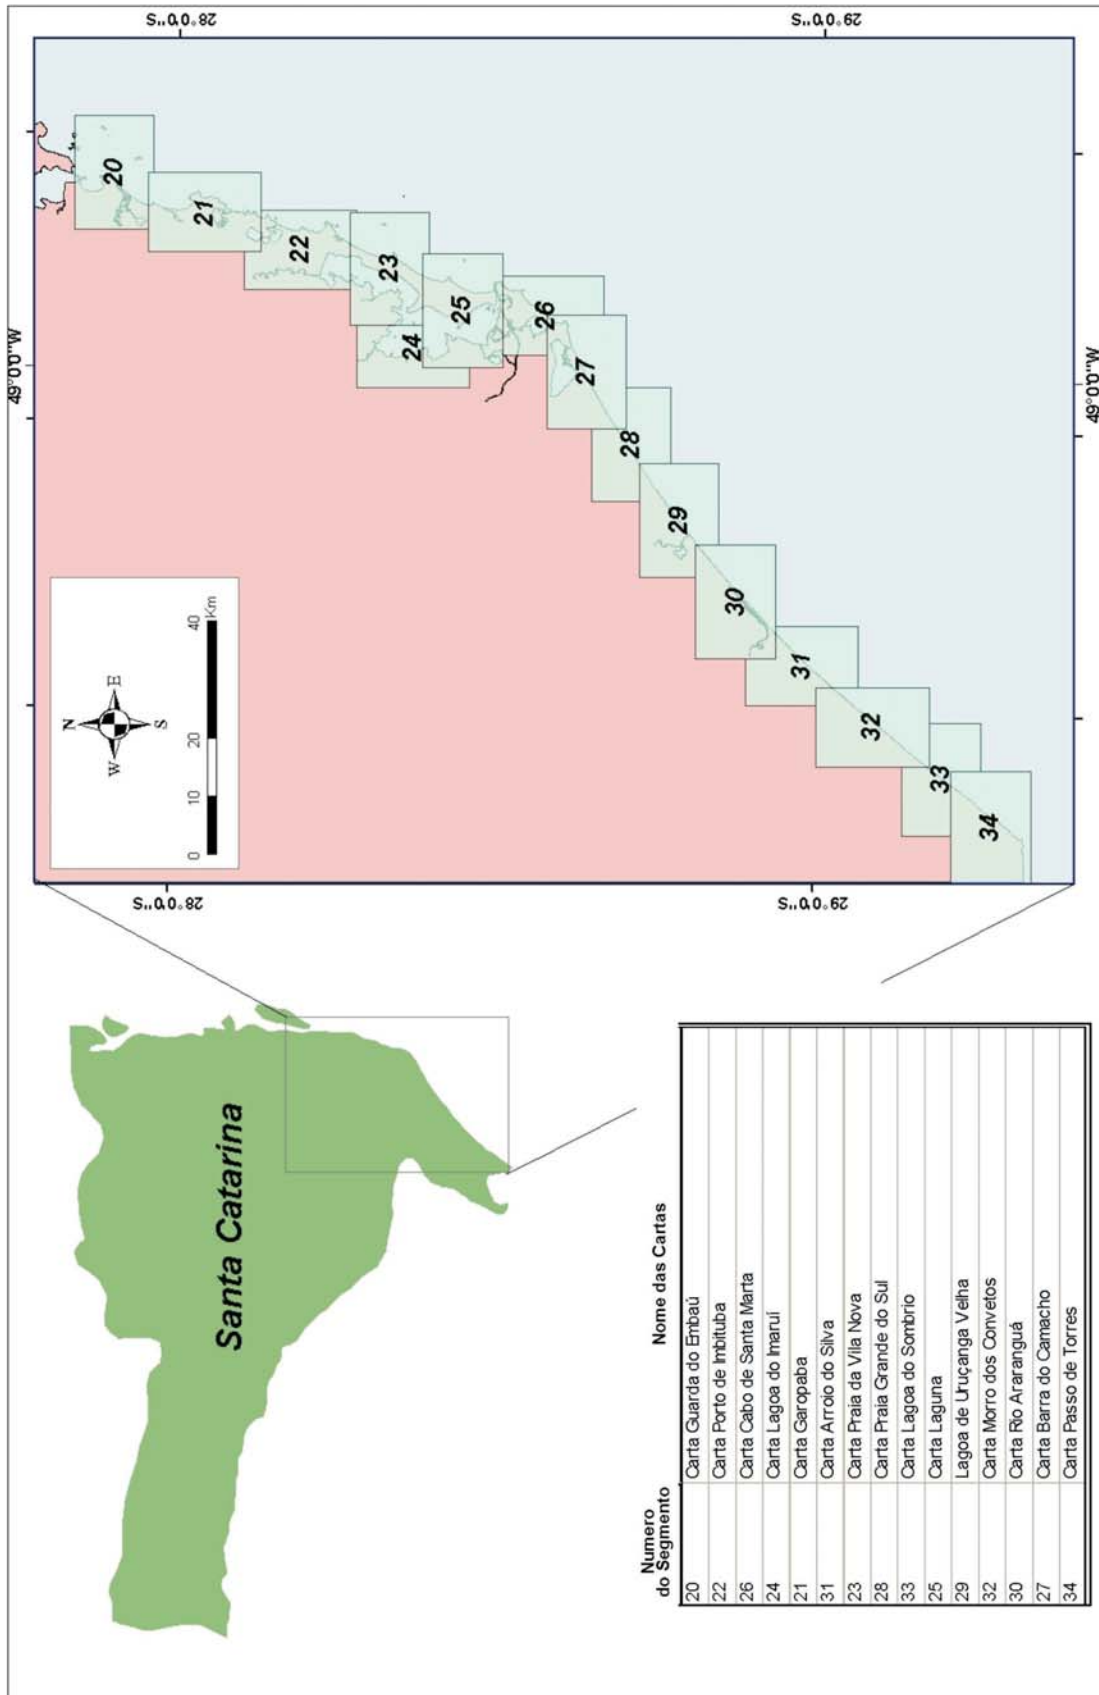 Santa Catarina
Numero
do Segmento
Nome das Cartas
20 Carta Guarda do Embaú
22 Carta Porto de Imbituba
26 Carta Cabo de Santa Marta
24 Carta Lagoa do Imaruí
21 Carta Garopaba
31 Carta Arroio do Silva
23 Carta Praia da Vila Nova
28 Carta Praia Grande do Sul
33 Carta Lagoa do Sombrio
25 Carta Laguna
29 Lagoa de Uruçanga Velha
32 Carta Morro dos Convetos
30 Carta Rio Araranguá
27 Carta Barra do Camacho
34 Carta Passo de Torres
49°0'0"W
28°0'0"S
28°0'0"S
N
W
E
S
0 10 20 40
Km
20
21
22
23
24
25
26
27
28
29
30
31
32
33
34
29°0'0"S
29°0'0"S
49°0'0"W